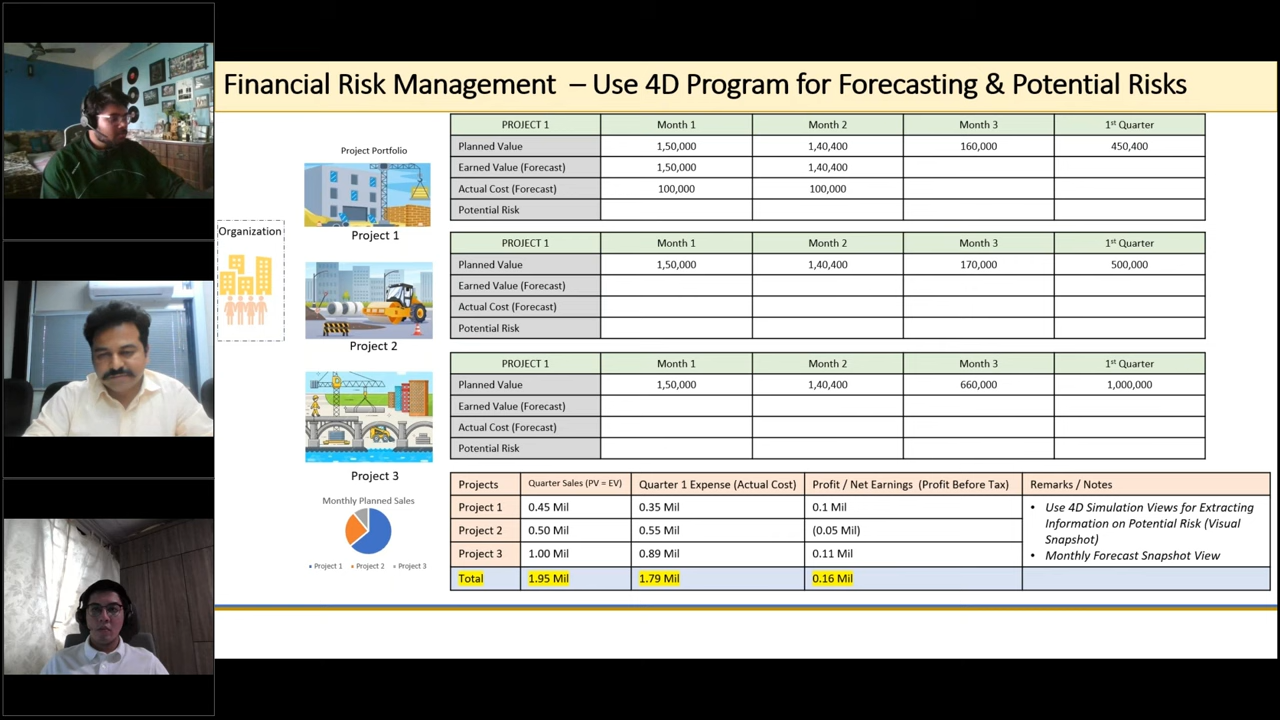 Financial Risk Management – Use 4D Program for Forecasting & Potential Risks
Organization
Project Portfolio
Project 1
Project 2
Project 3
Monthly Planned Sales
Project 1 Project 2 Project 3
PROJECT 1 Month 1 Month 2 Month 3 1st Quarter
Planned Value 1,50,000 1,40,400 160,000 450,400
Earned Value (Forecast) 1,50,000 1,40,400
Actual Cost (Forecast) 100,000 100,000
Potential Risk
PROJECT 1 Month 1 Month 2 Month 3 1st Quarter
Planned Value 1,50,000 1,40,400 170,000 500,000
Earned Value (Forecast)
Actual Cost (Forecast)
Potential Risk
PROJECT 1 Month 1 Month 2 Month 3 1st Quarter
Planned Value 1,50,000 1,40,400 660,000 1,000,000
Earned Value (Forecast)
Actual Cost (Forecast)
Potential Risk
Projects Quarter Sales (PV = EV) Quarter 1 Expense (Actual Cost) Profit / Net Earnings (Profit Before Tax) Remarks / Notes
Project 1 0.45 Mil 0.35 Mil 0.1 Mil
Project 2 0.50 Mil 0.55 Mil (0.05 Mil)
Project 3 1.00 Mil 0.89 Mil 0.11 Mil
Total 1.95 Mil 1.79 Mil 0.16 Mil
• Use 4D Simulation Views for Extracting
Information on Potential Risk (Visual
Snapshot)
• Monthly Forecast Snapshot View